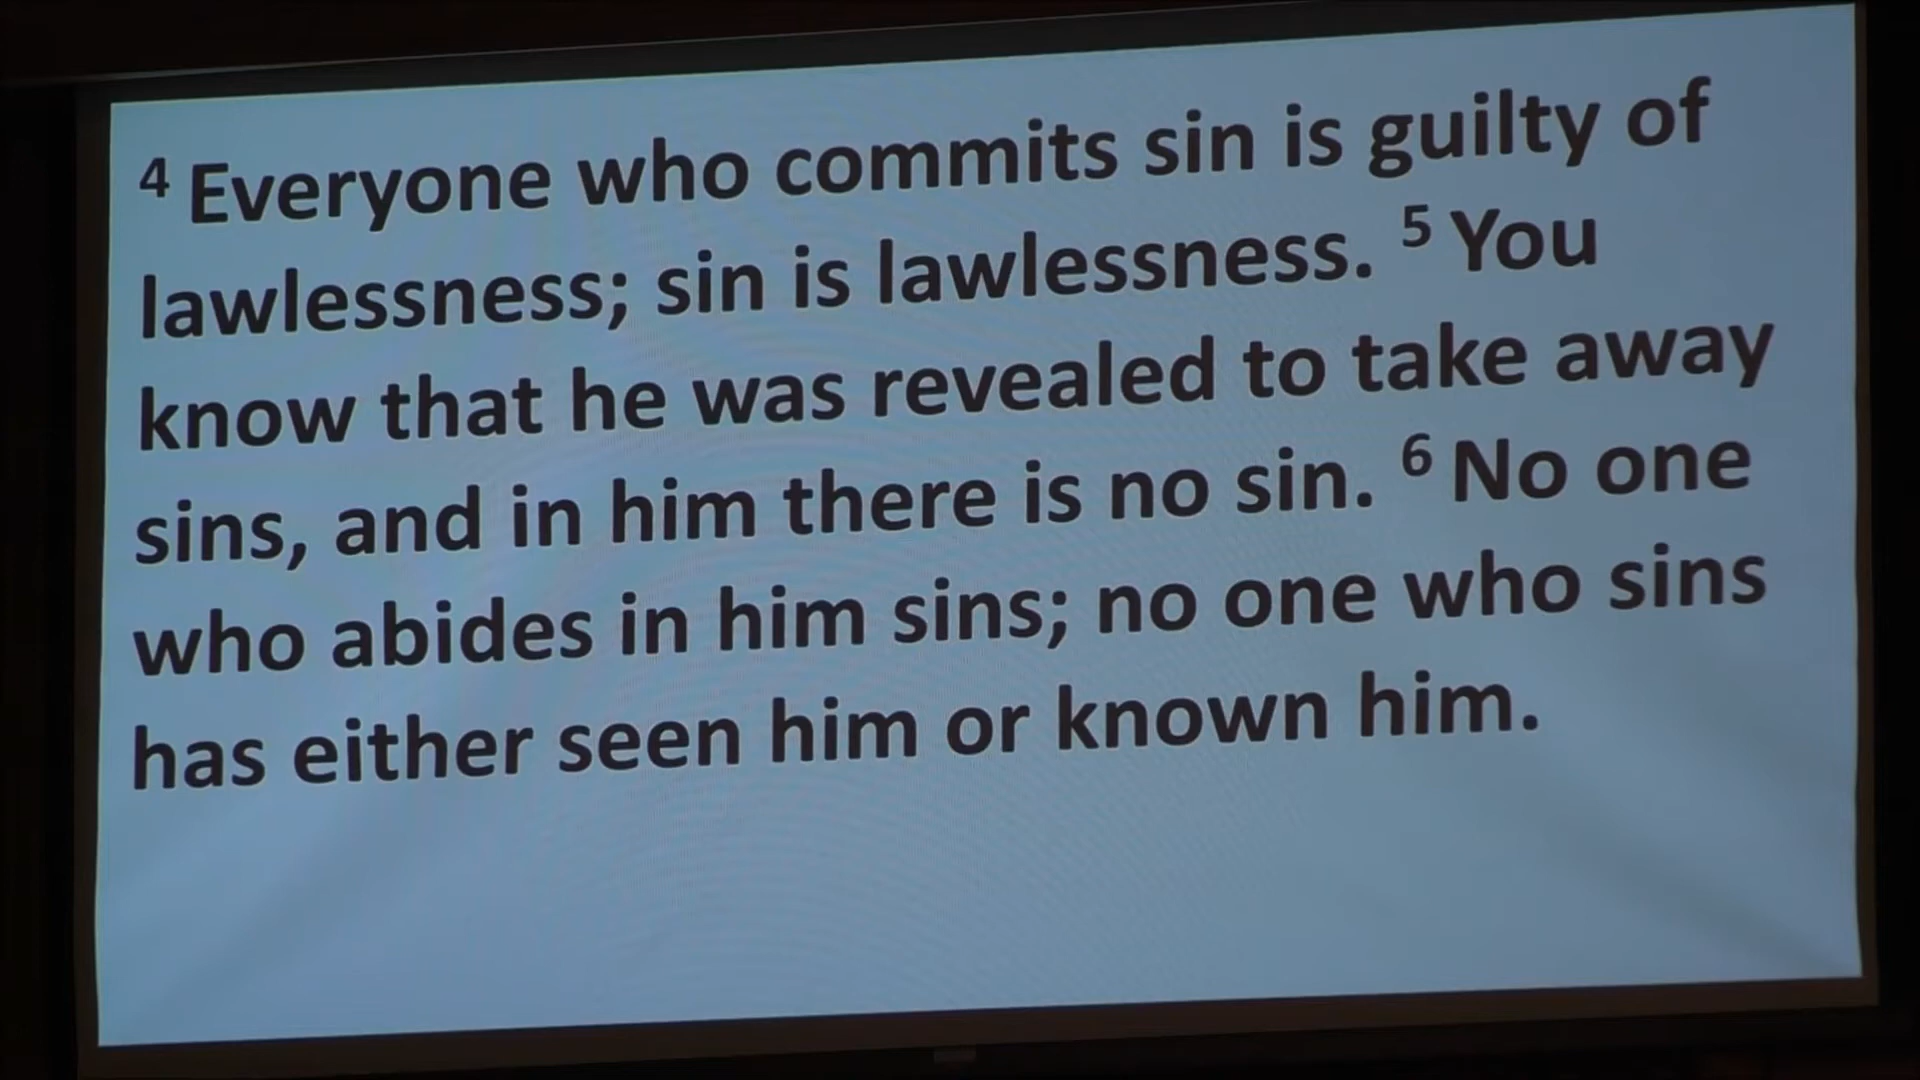 4 Everyone who commits sin is guilty of
lawlessness; sin is lawlessness. 5 You
know that he was revealed to take away
sins, and in him there is no sin. 6 No one
who abides in him sins; no one who sins
has either seen him or known him.